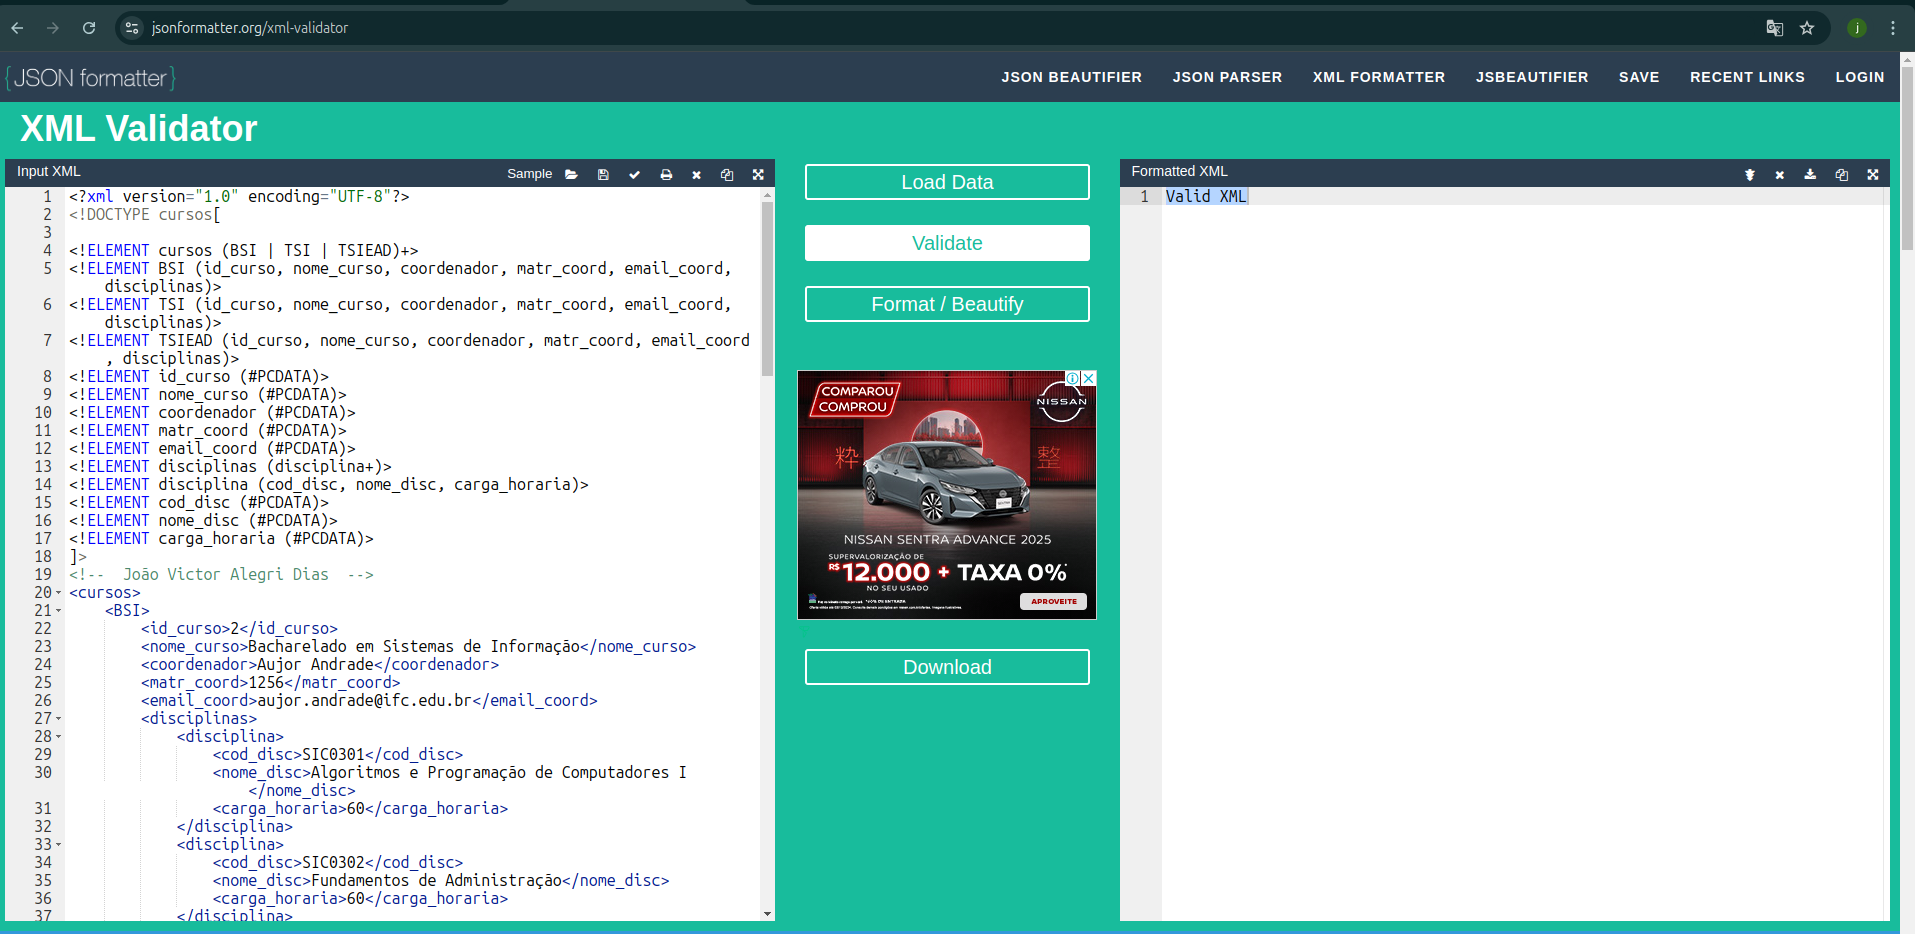 jsonformatter.org/xml-validator
j
{JSON formatter}
JSON BEAUTIFIER JSON PARSER XML FORMATTER JSBEAUTIFIER SAVE RECENT LINKS LOGIN
XML Validator
Input XML
Sample
1 <?xml version="1.0" encoding="UTF-8"?>
2 <!DOCTYPE cursos[
3
4 <!ELEMENT cursos (BSI | TSI | TSIEAD)+>
5 <!ELEMENT BSI (id_curso, nome_curso, coordenador, matr_coord, email_coord,
disciplinas)>
6 <!ELEMENT TSI (id_curso, nome_curso, coordenador, matr_coord, email_coord,
disciplinas)>
7 <!ELEMENT TSIEAD (id_curso, nome_curso, coordenador, matr_coord, email_coord
, disciplinas)>
8 <!ELEMENT id_curso (#PCDATA)>
9 <!ELEMENT nome_curso (#PCDATA)>
10 <!ELEMENT coordenador (#PCDATA)>
11 <!ELEMENT matr_coord (#PCDATA)>
12 <!ELEMENT email_coord (#PCDATA)>
13 <!ELEMENT disciplinas (disciplina+)>
14 <!ELEMENT disciplina (cod_disc, nome_disc, carga_horaria)>
15 <!ELEMENT cod_disc (#PCDATA)>
16 <!ELEMENT nome_disc (#PCDATA)>
17 <!ELEMENT carga_horaria (#PCDATA)>
18 ]>
19 <!-- João Victor Alegri Dias -->
20 <cursos>
21 <BSI>
22 <id_curso>2</id_curso>
23 <nome_curso>Bacharelado em Sistemas de Informação</nome_curso>
24 <coordenador>Aujor Andrade</coordenador>
25 <matr_coord>1256</matr_coord>
26 <email_coord>aujor.andrade@ifc.edu.br</email_coord>
27 <disciplinas>
28 <disciplina>
29 <cod_disc>SIC0301</cod_disc>
30 <nome_disc>Algoritmos e Programação de Computadores I
</nome_disc>
31 <carga_horaria>60</carga_horaria>
32 </disciplina>
33 <disciplina>
34 <cod_disc>SIC0302</cod_disc>
35 <nome_disc>Fundamentos de Administração</nome_disc>
36 <carga_horaria>60</carga_horaria>
37 </disciplina>
Load Data
Validate
Format / Beautify
COMPAROU
COMPROU
NISSAN
粋
整
NISSAN SENTRA ADVANCE 2025
SUPERVALORIZAÇÃO DE
R$ 12.000 + TAXA 0%*
NO SEU USADO
APROVEITE
Download
Formatted XML
1 Valid XML